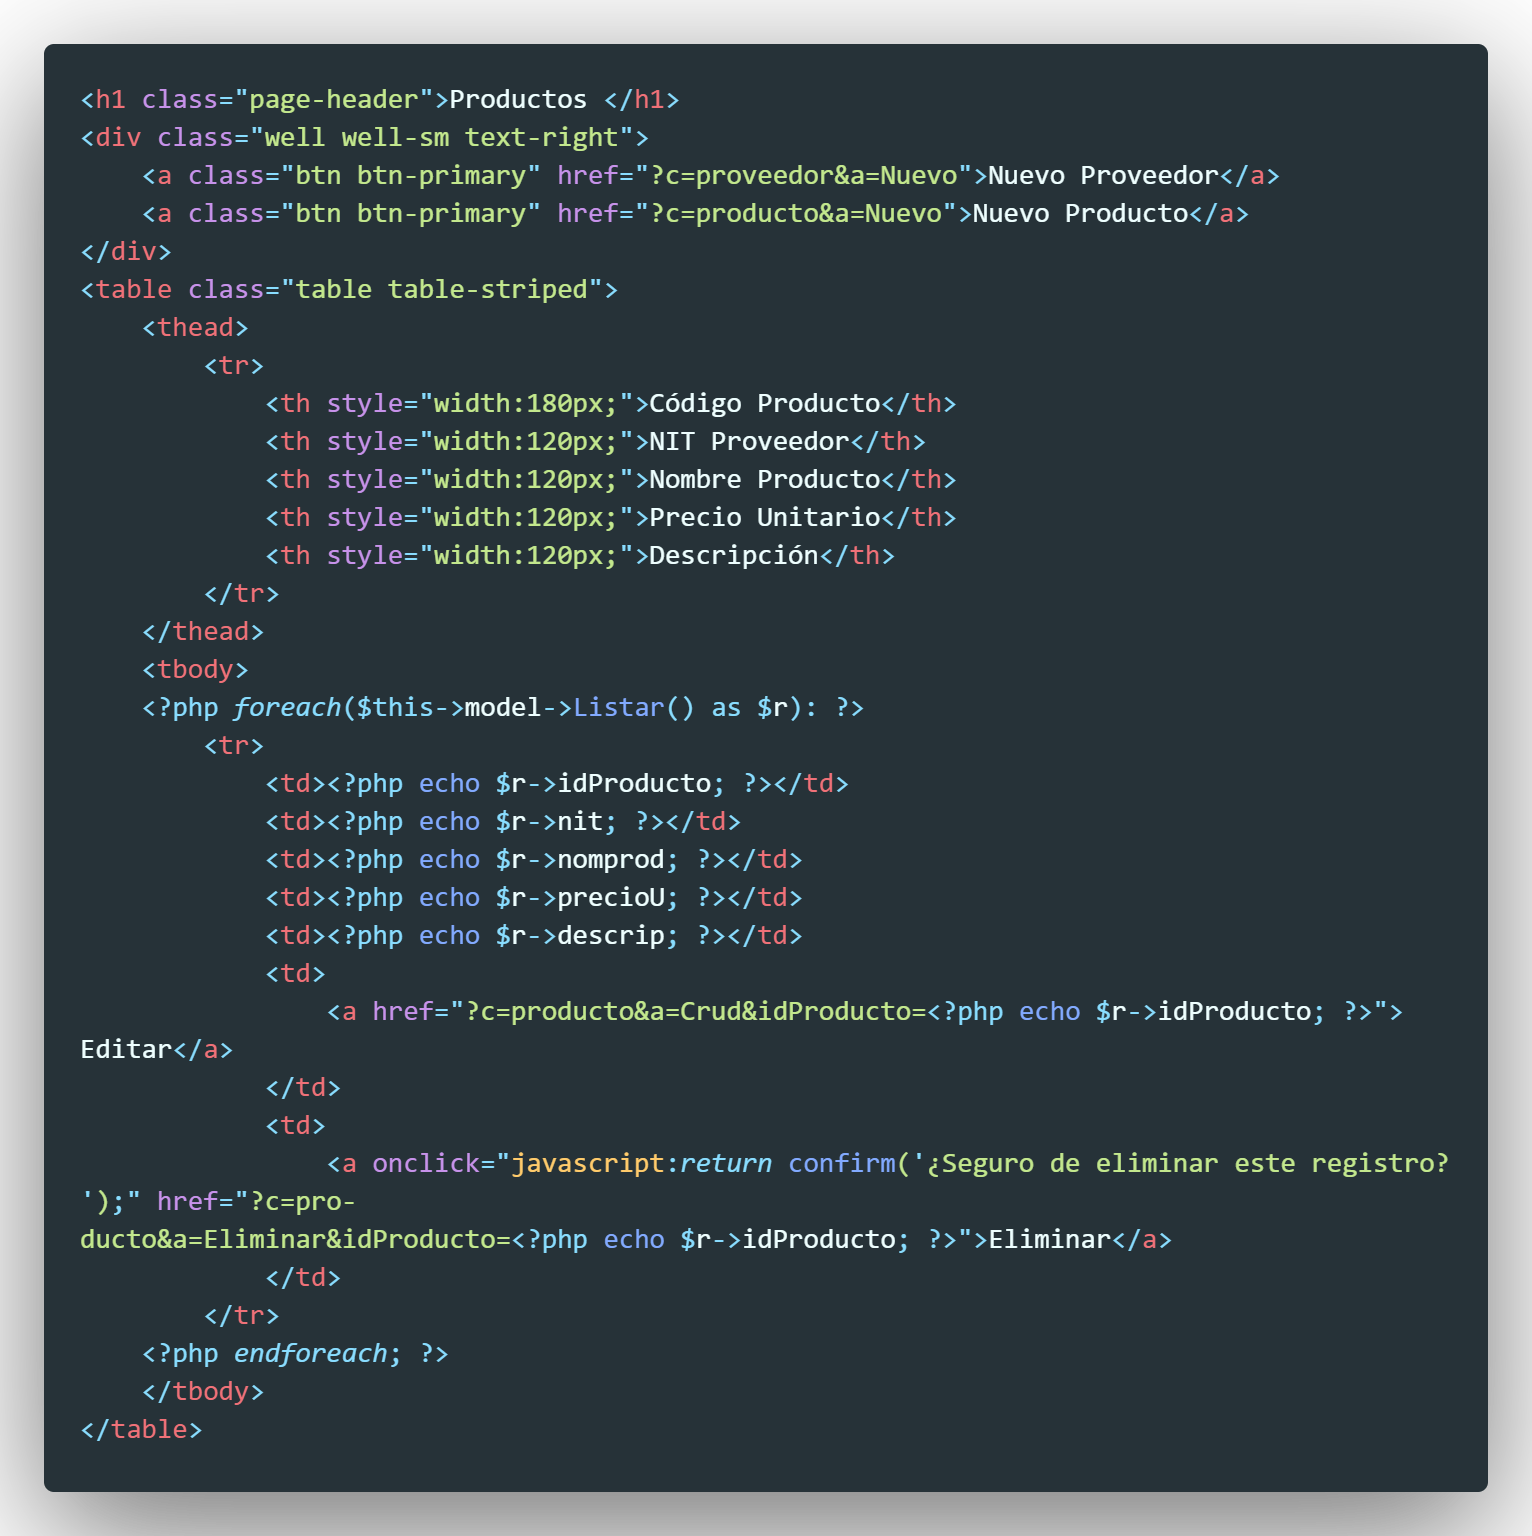 <h1 class="page-header">Productos </h1>
<div class="well well-sm text-right">
    <a class="btn btn-primary" href="?c=proveedor&a=Nuevo">Nuevo Proveedor</a>
    <a class="btn btn-primary" href="?c=producto&a=Nuevo">Nuevo Producto</a>
</div>
<table class="table table-striped">
    <thead>
        <tr>
            <th style="width:180px;">Código Producto</th>
            <th style="width:120px;">NIT Proveedor</th>
            <th style="width:120px;">Nombre Producto</th>
            <th style="width:120px;">Precio Unitario</th>
            <th style="width:120px;">Descripción</th>
        </tr>
    </thead>
    <tbody>
    <?php foreach($this->model->Listar() as $r): ?>
        <tr>
            <td><?php echo $r->idProducto; ?></td>
            <td><?php echo $r->nit; ?></td>
            <td><?php echo $r->nomprod; ?></td>
            <td><?php echo $r->precioU; ?></td>
            <td><?php echo $r->descrip; ?></td>
            <td>
                <a href="?c=producto&a=Crud&idProducto=<?php echo $r->idProducto; ?>">
Editar</a>
            </td>
            <td>
                <a onclick="javascript:return confirm('¿Seguro de eliminar este registro?
');" href="?c=pro-
ducto&a=Eliminar&idProducto=<?php echo $r->idProducto; ?>">Eliminar</a>
            </td>
        </tr>
    <?php endforeach; ?>
    </tbody>
</table>